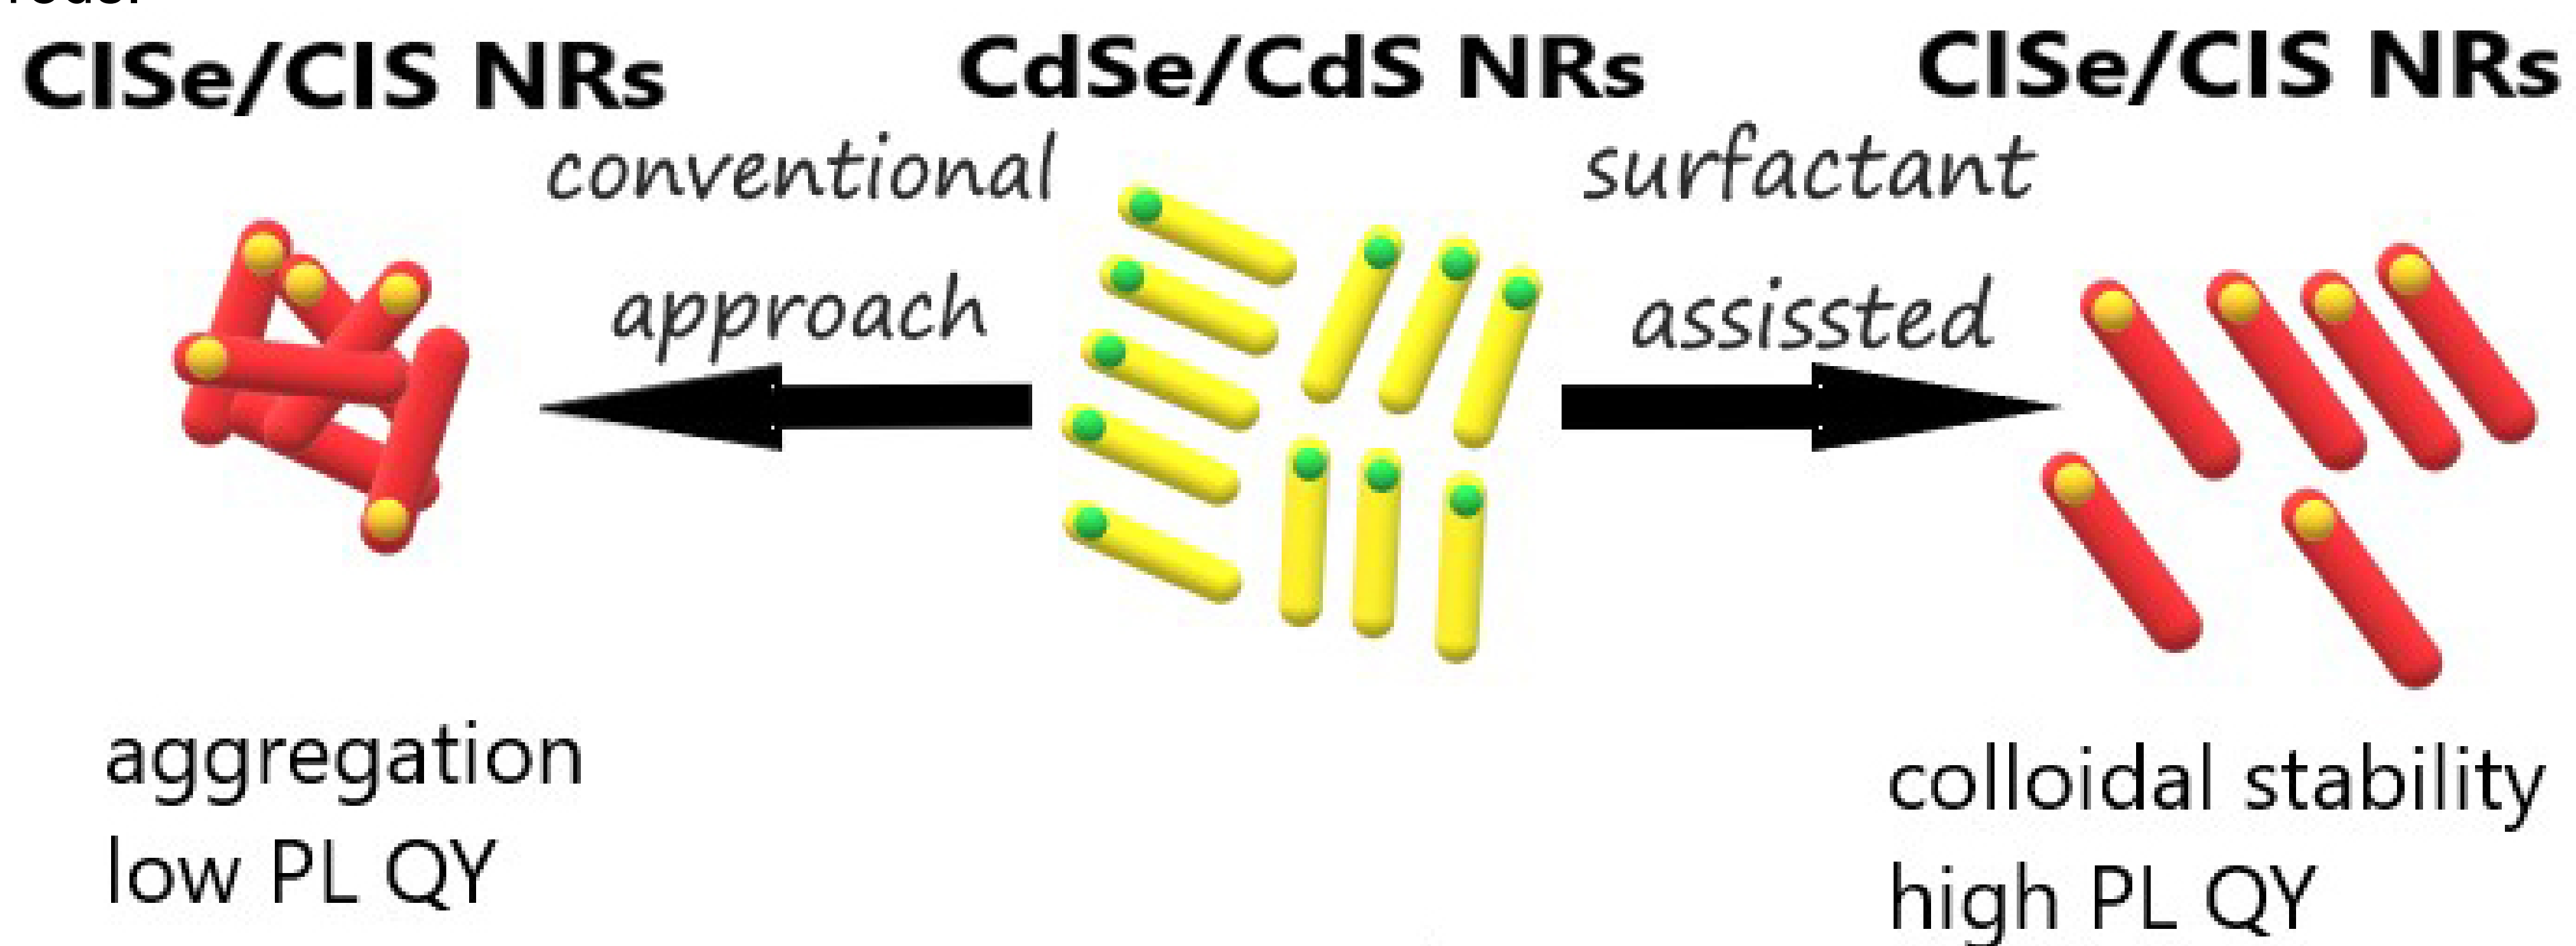 rods.
CISe/CIS NRs
CdSe/CdS NRs
CISe/CIS NRs
conventional
approach
surfactant
assissted
aggregation
low PL QY
colloidal stability
high PL QY